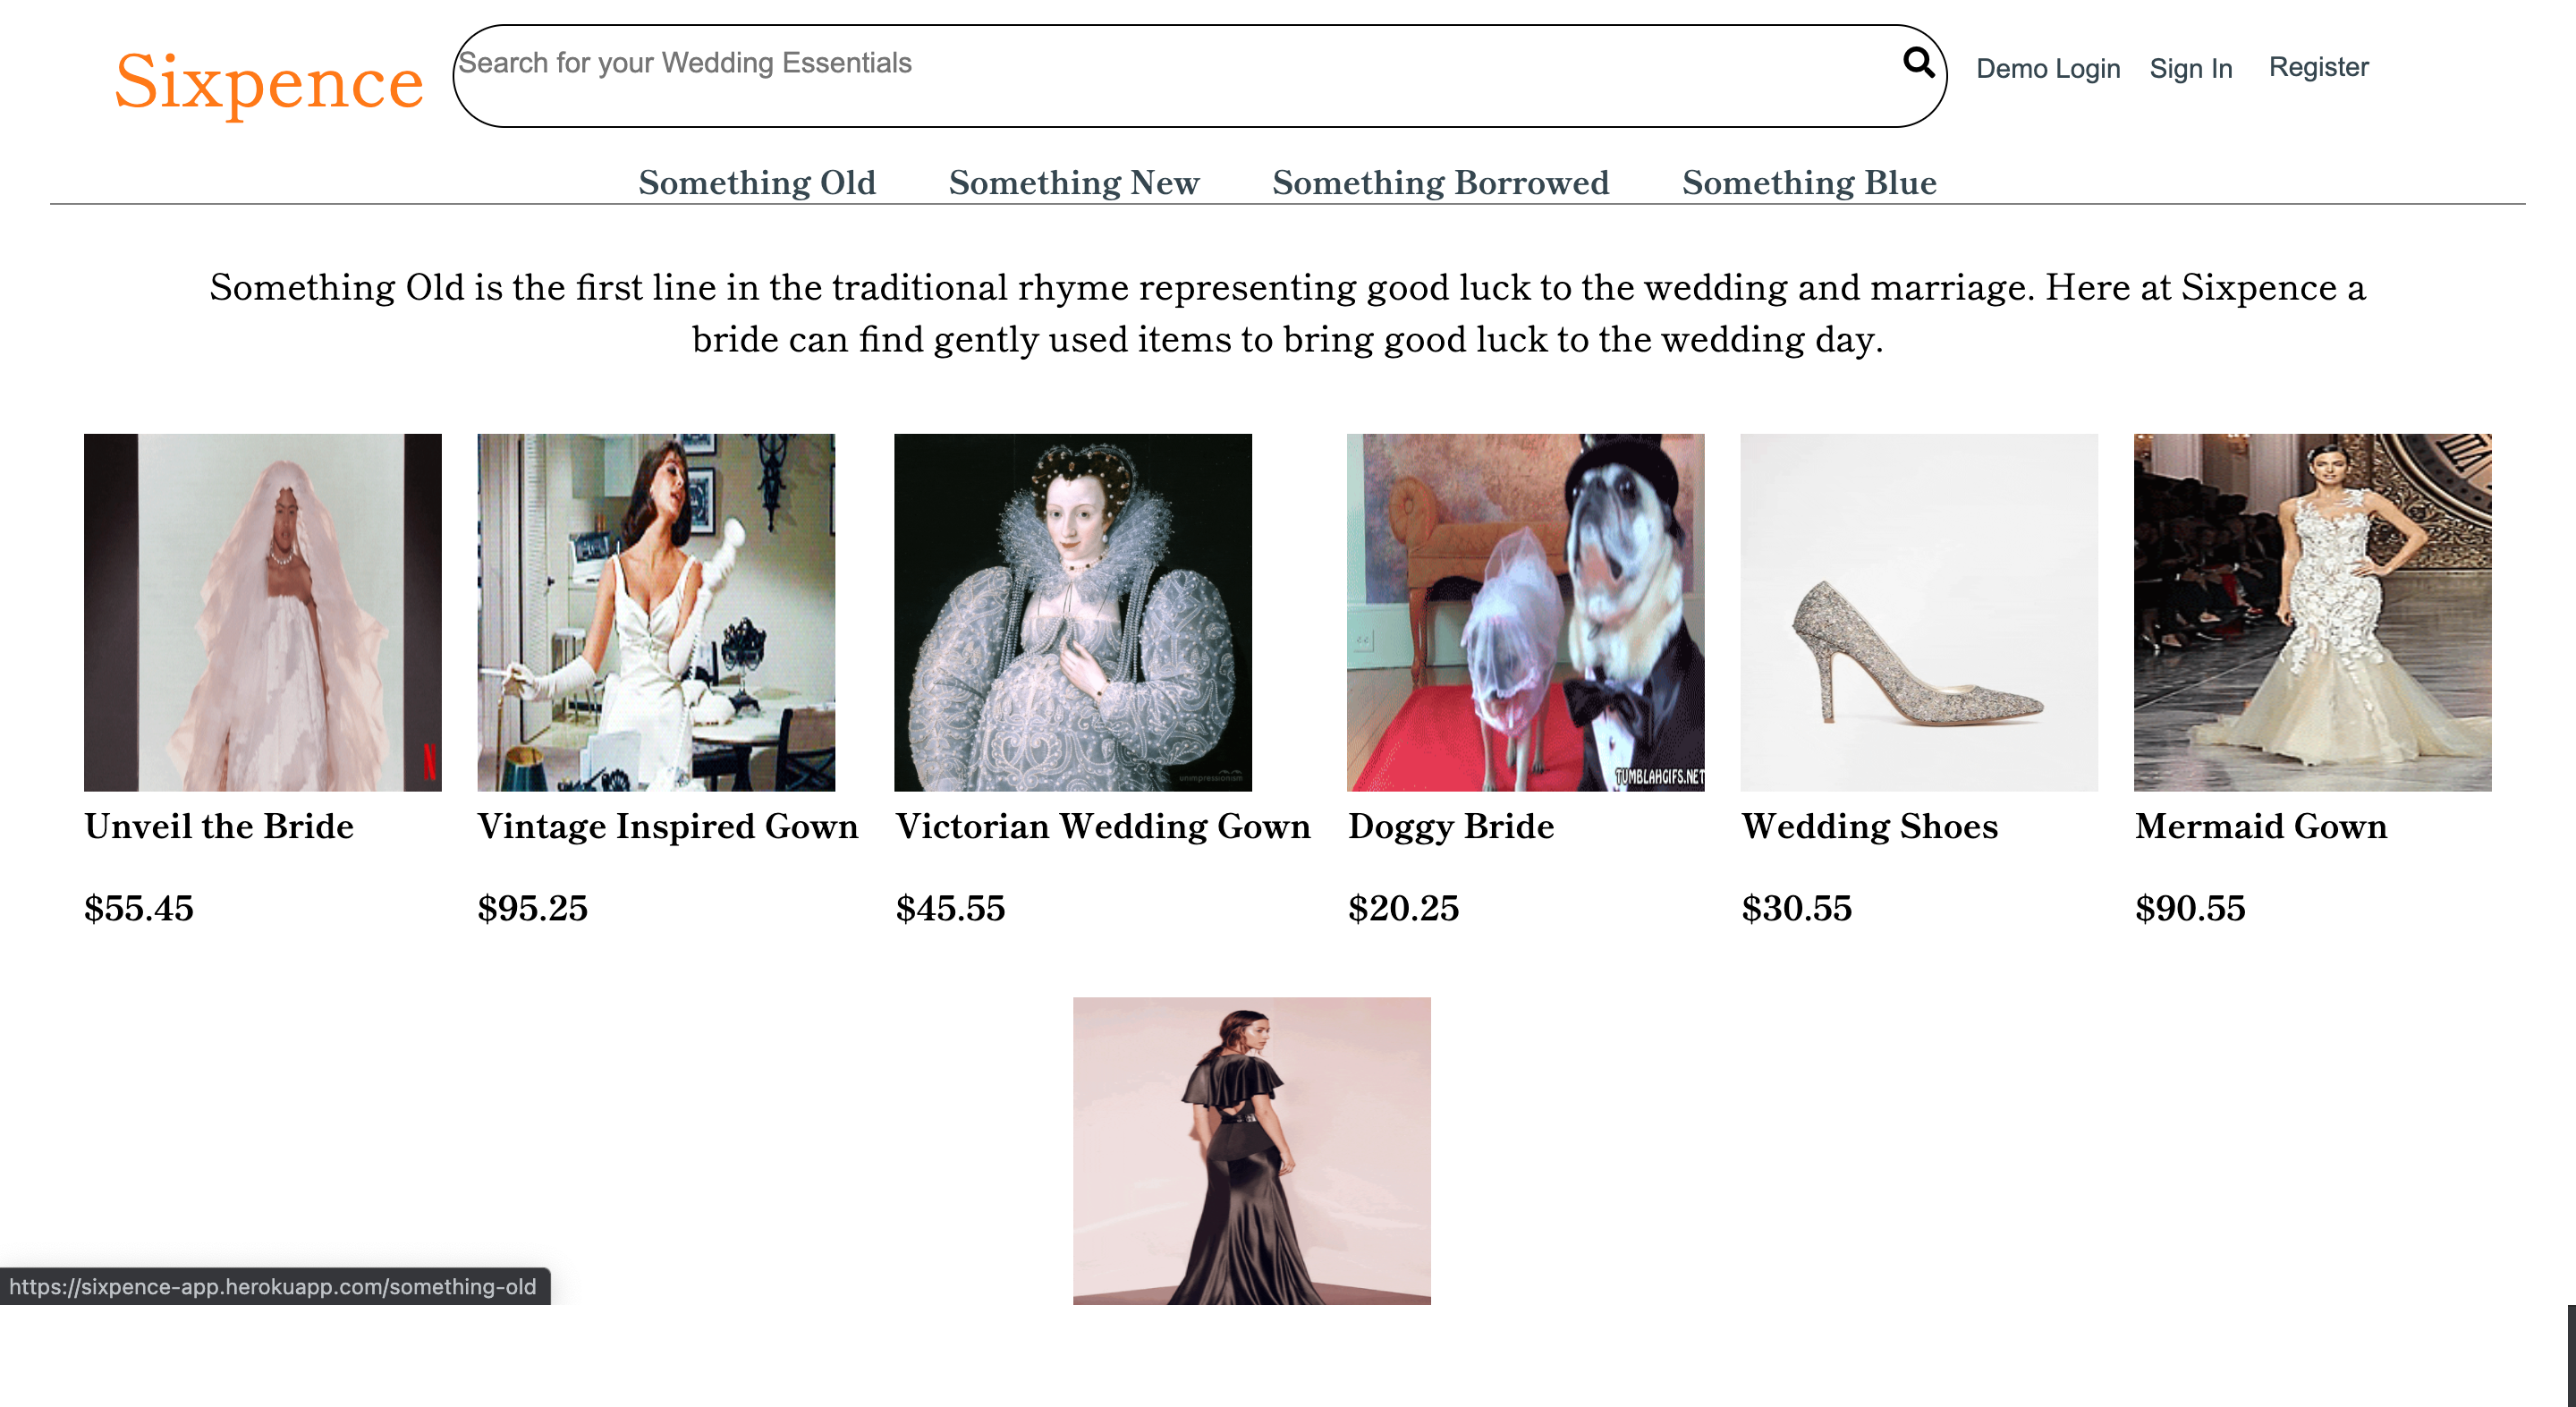 Sixpence
Search for your Wedding Essentials
Demo Login
Sign In
Register
Something Old
Something New
Something Borrowed
Something Blue
Something Old is the first line in the traditional rhyme representing good luck to the wedding and marriage. Here at Sixpence a
bride can find gently used items to bring good luck to the wedding day.
unimpressionism
TUMBLAHGIFS.NET
Unveil the Bride
Vintage Inspired Gown
Victorian Wedding Gown
Doggy Bride
Wedding Shoes
Mermaid Gown
$55.45
$95.25
$45.55
$20.25
$30.55
$90.55
https://sixpence-app.herokuapp.com/something-old